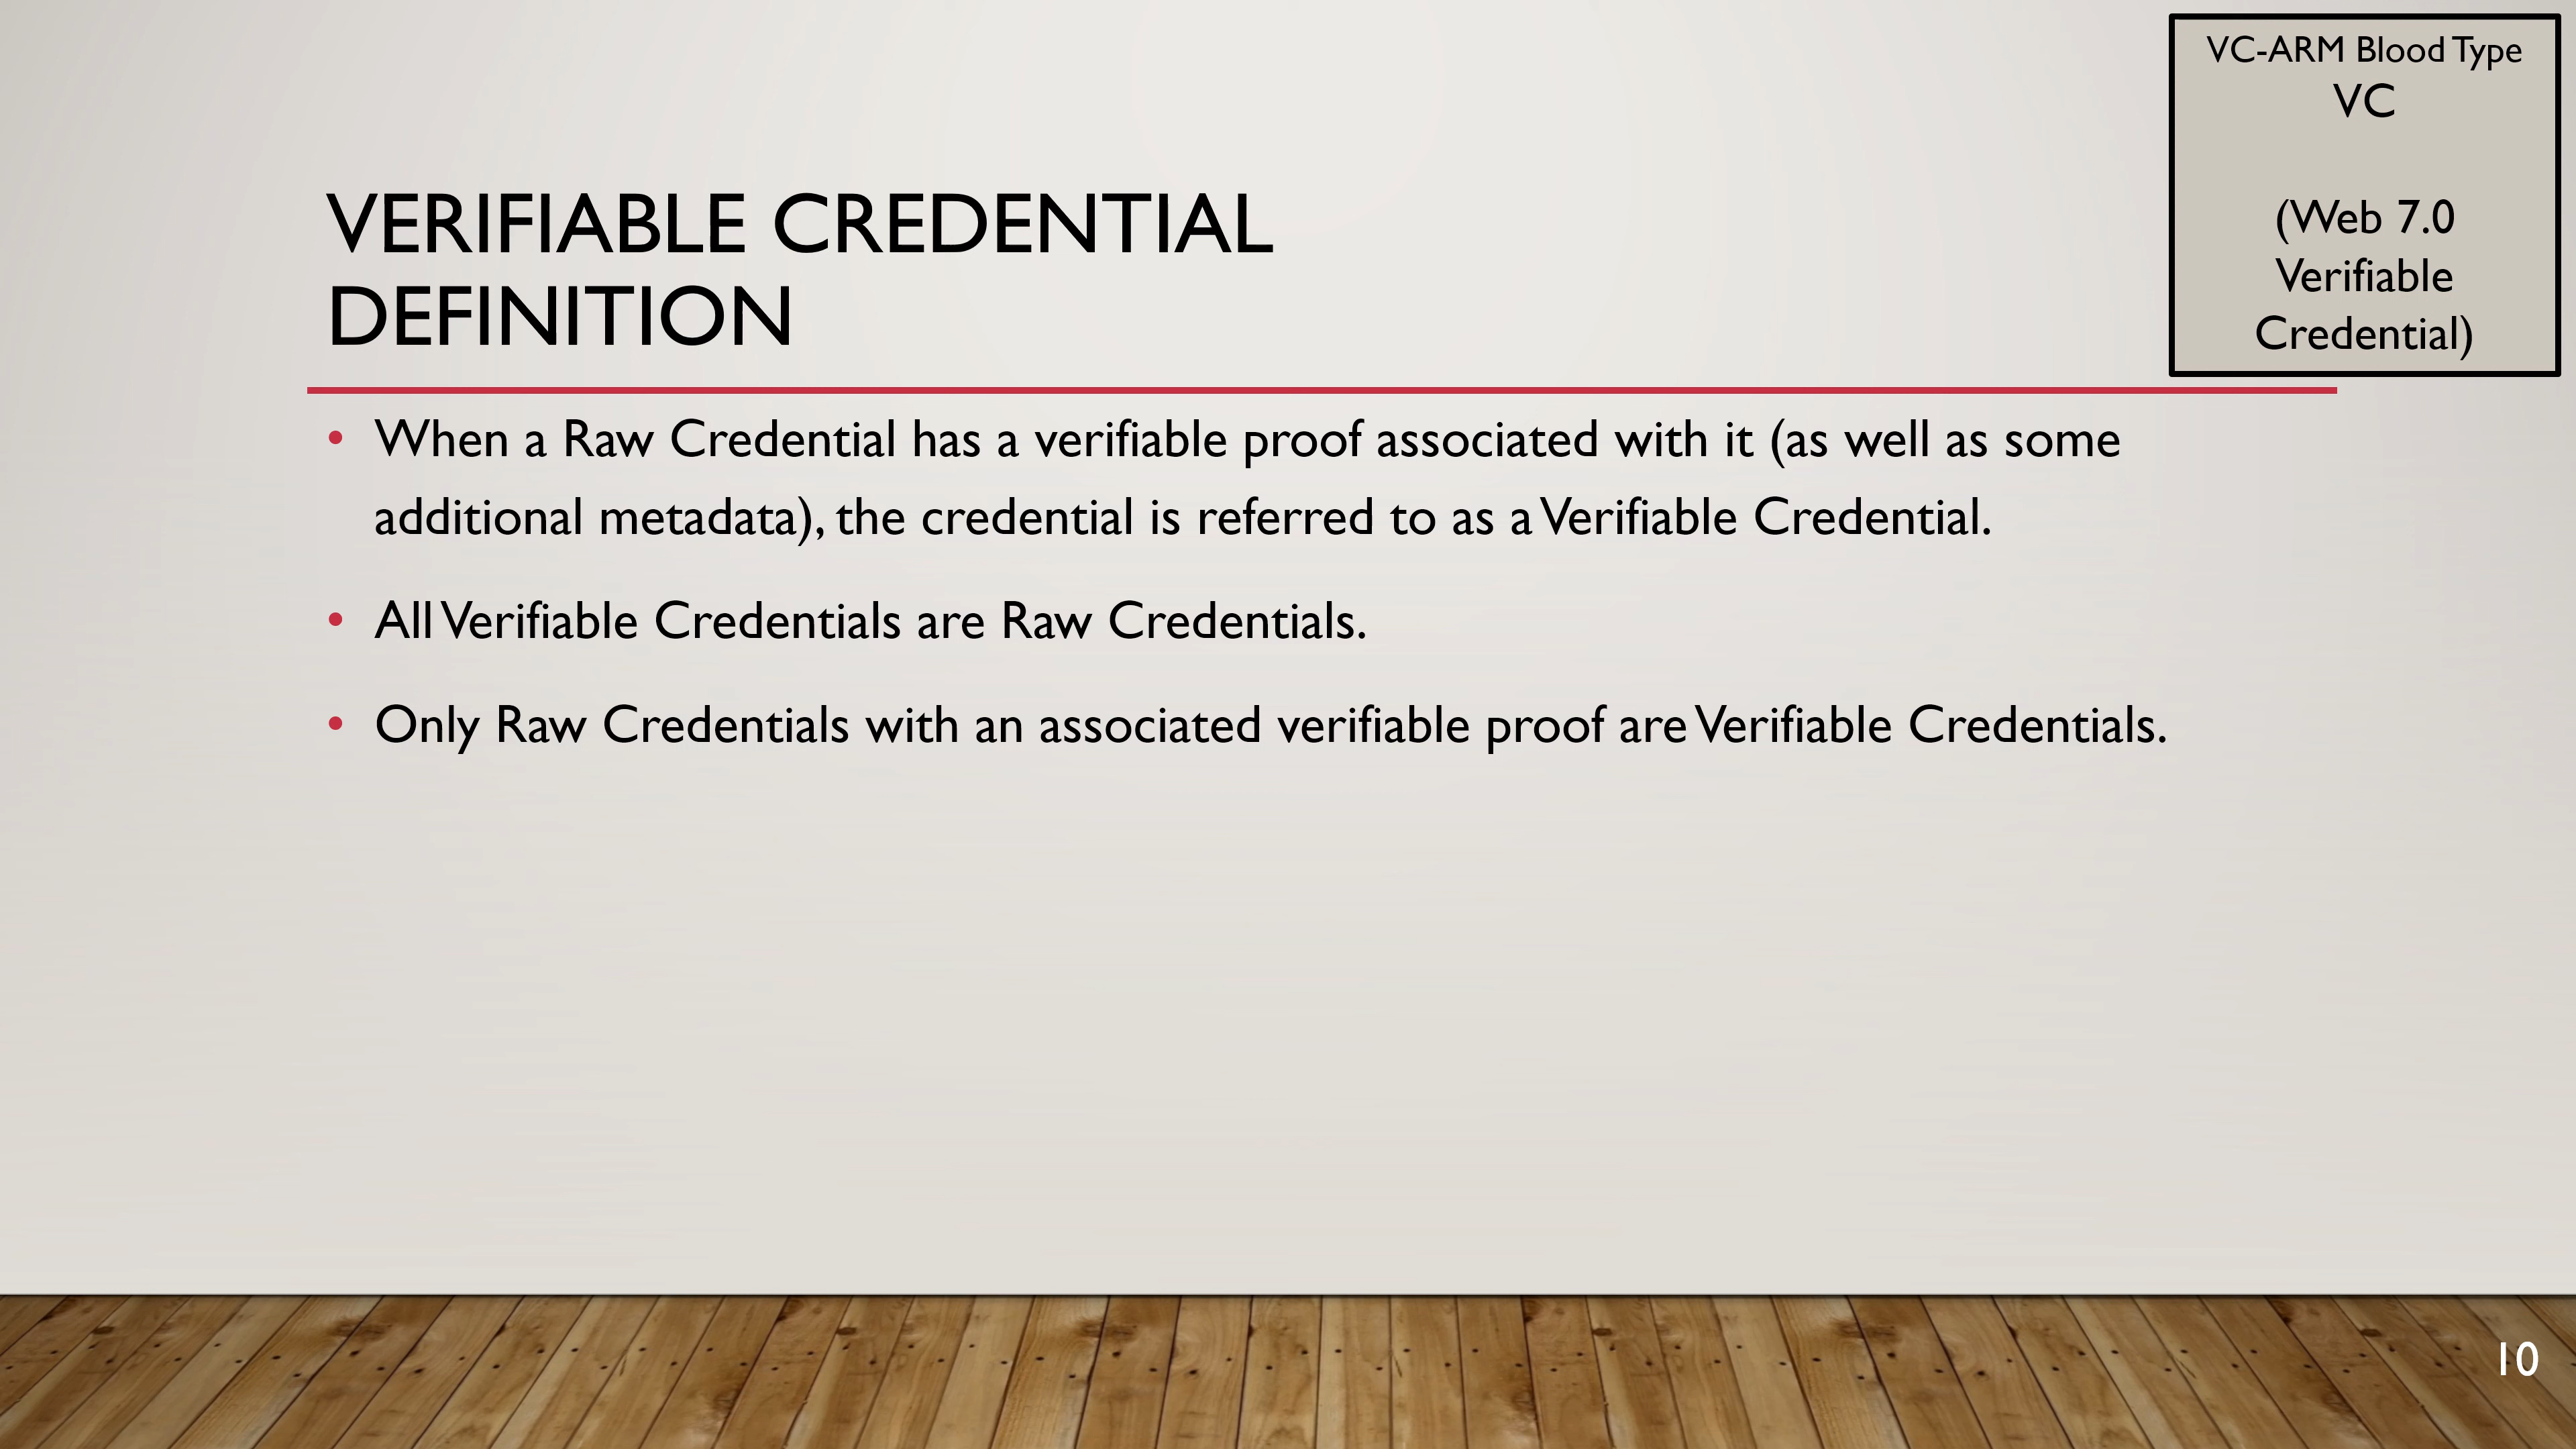 VC-ARM Blood Type
VC
(Web 7.0
Verifiable
Credential)
VERIFIABLE CREDENTIAL
DEFINITION
• When a Raw Credential has a verifiable proof associated with it (as well as some
additional metadata), the credential is referred to as a Verifiable Credential.
• All Verifiable Credentials are Raw Credentials.
• Only Raw Credentials with an associated verifiable proof are Verifiable Credentials.
10